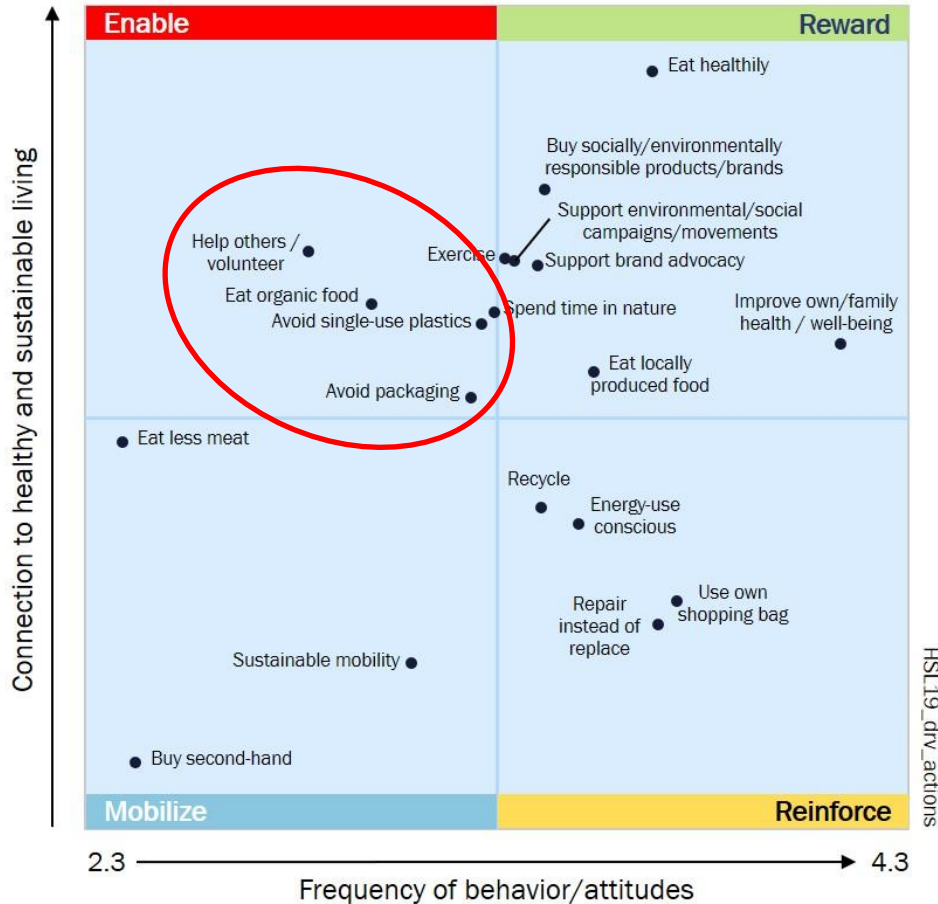 Enable
Reward
Eat healthily
Buy socially/environmentally
responsible products/brands
Support environmental/social
campaigns/movements
Help others /
volunteer
Exercise
Support brand advocacy
Eat organic food
Spend time in nature
Avoid single-use plastics
Improve own/family
health / well-being
Eat locally
produced food
Avoid packaging
Eat less meat
Recycle
Energy-use
conscious
Use own
shopping bag
Repair
instead of
replace
Sustainable mobility
Buy second-hand
Mobilize
Reinforce
Connection to healthy and sustainable living
HSL19_drv_actions
2.3
4.3
Frequency of behavior/attitudes